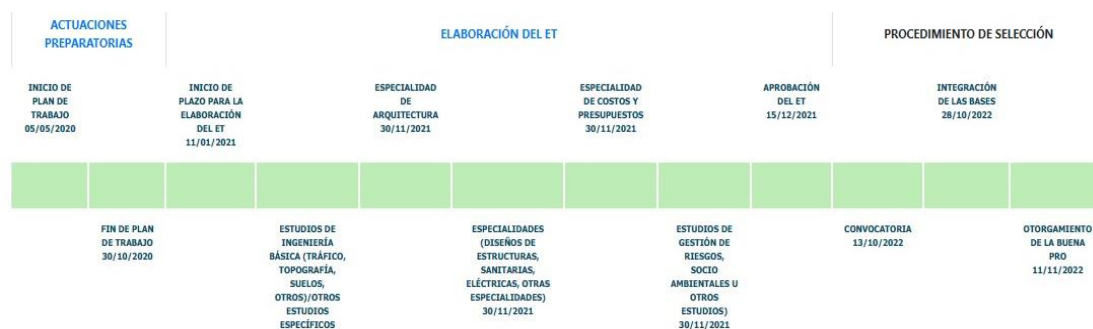 ACTUACIONES
PREPARATORIAS
ELABORACIÓN DEL ET
PROCEDIMIENTO DE SELECCIÓN
INICIO DE
PLAN DE
TRABAJO
05/05/2020
INICIO DE
PLAZO PARA LA
ELABORACIÓN
DEL ET
11/01/2021
ESPECIALIDAD
DE
ARQUITECTURA
30/11/2021
ESPECIALIDAD
DE COSTOS Y
PRESUPUESTOS
30/11/2021
APROBACIÓN
DEL ET
15/12/2021
INTEGRACIÓN
DE LAS BASES
28/10/2022
FIN DE PLAN
DE TRABAJO
30/10/2020
ESTUDIOS DE
INGENIERÍA
BÁSICA (TRÁFICO,
TOPOGRAFÍA,
SUELOS,
OTROS)/OTROS
ESTUDIOS
ESPECÍFICOS
ESPECIALIDADES
(DISEÑOS DE
ESTRUCTURAS,
SANITARIAS,
ELÉCTRICAS, OTRAS
ESPECIALIDADES)
30/11/2021
ESTUDIOS DE
GESTIÓN DE
RIESGOS,
SOCIO
AMBIENTALES U
OTROS
ESTUDIOS)
30/11/2021
CONVOCATORIA
13/10/2022
OTORGAMIENTO
DE LA BUENA
PRO
11/11/2022